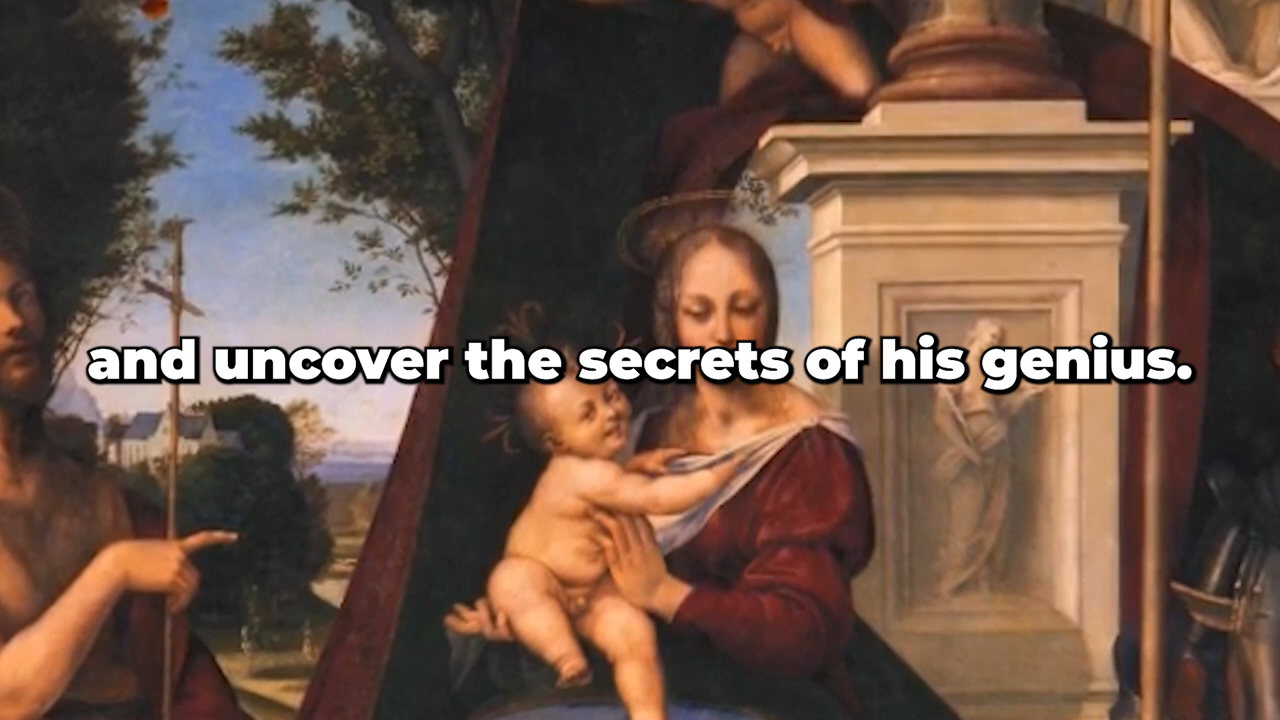 and uncover the secrets of his genius.